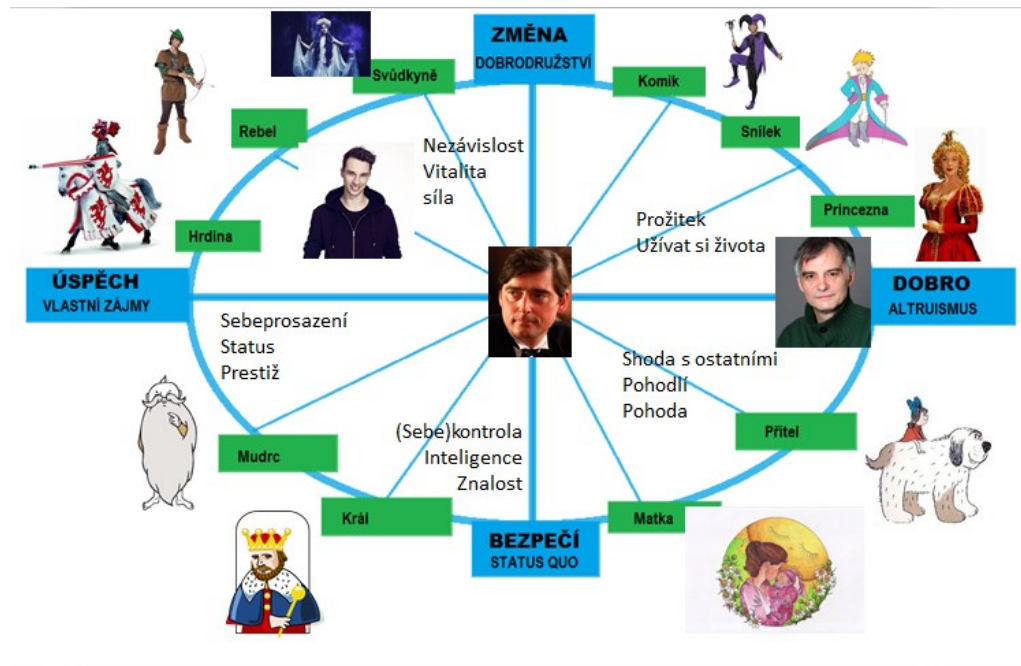 ZMĚNA
DOBRODRUŽSTVÍ
Svůdkyně
Komik
Rebel
Snílek
Nezávislost
Vitalita
síla
Princezna
Prožitek
Užívat si života
Hrdina
ÚSPĚCH
VLASTNÍ ZÁJMY
DOBRO
ALTRUISMUS
Sebeprosazení
Status
Prestiž
Shoda s ostatními
Pohodlí
Pohoda
(Sebe)kontrola
Inteligence
Znalost
Přítel
Mudrc
Král
Matka
BEZPEČÍ
STATUS QUO